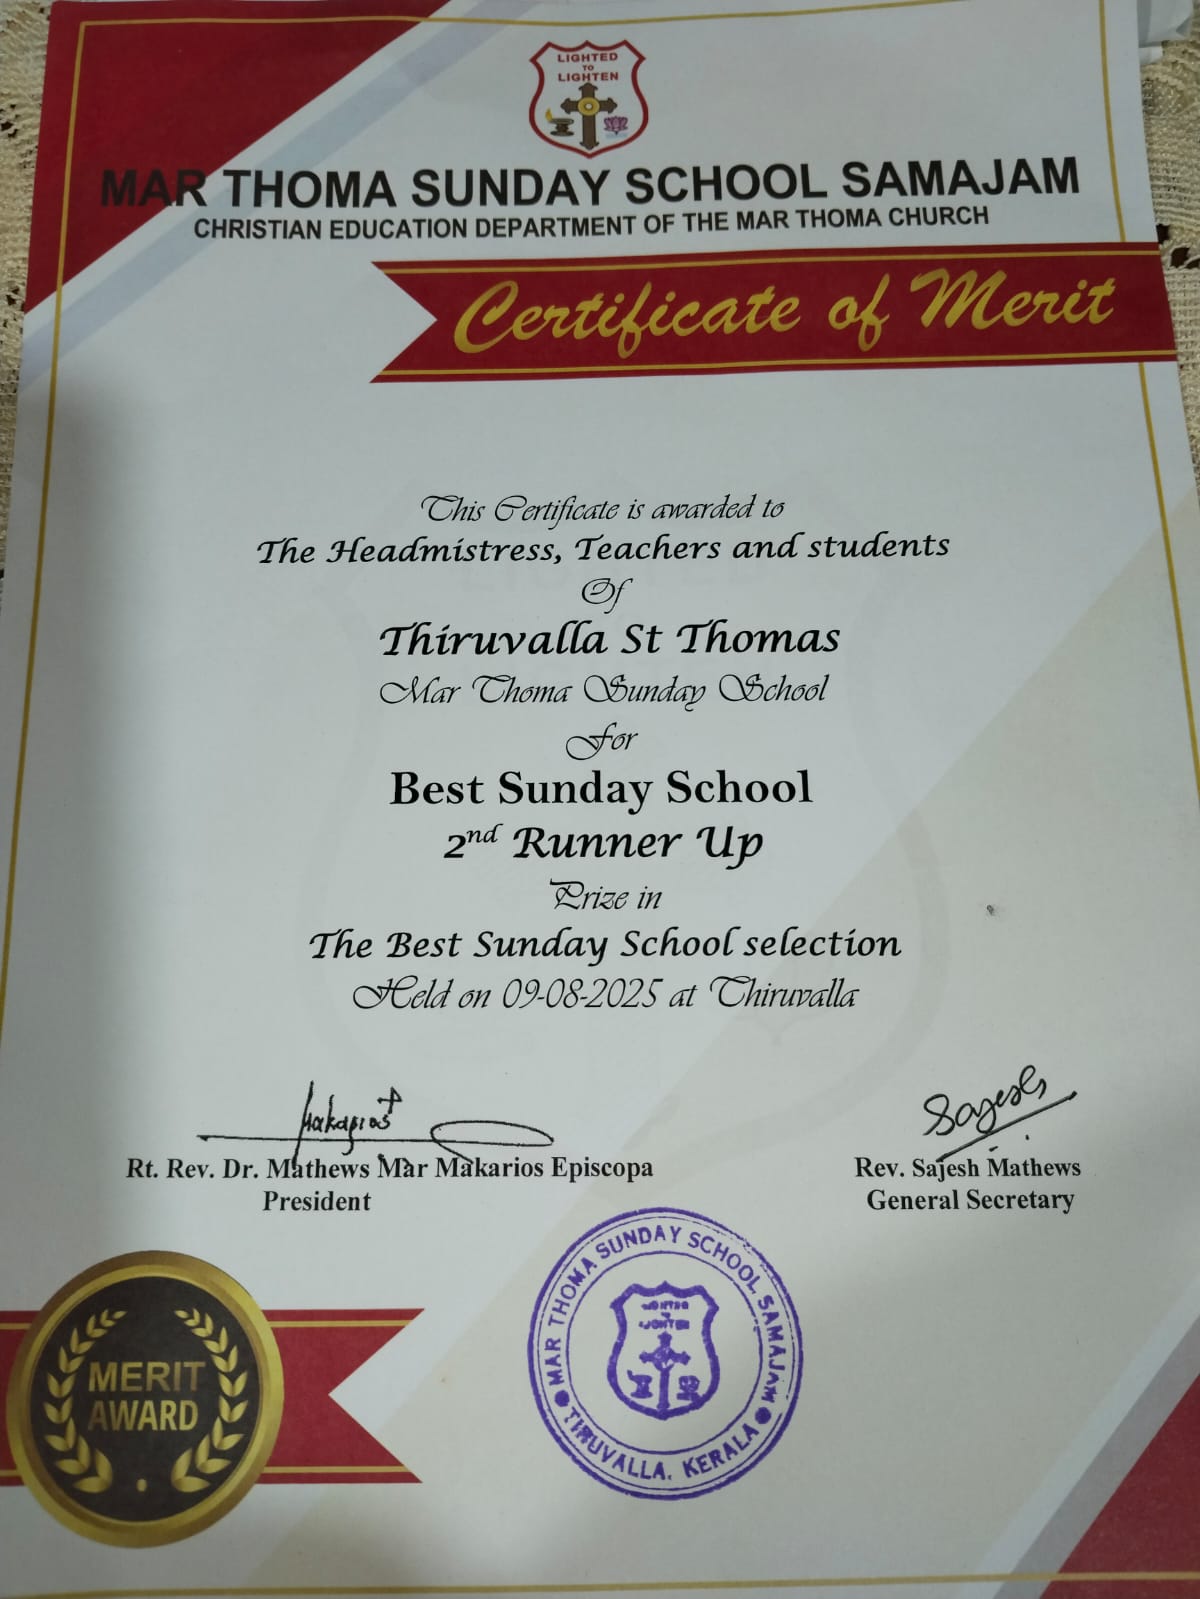 LIGHTED
TO
LIGHTEN
MAR THOMA SUNDAY SCHOOL SAMAJAM
CHRISTIAN EDUCATION DEPARTMENT OF THE MAR THOMA CHURCH
Certificate of Merit
This Certificate is awarded to
The Headmistress, Teachers and students
Of
Thiruvalla St Thomas
Mar Thoma Sunday School
For
Best Sunday School
2nd Runner Up
Prize in
The Best Sunday School selection
Held on 09-08-2025 at Thiruvalla
Makarios
Sajesh
Rt. Rev. Dr. Mathews Mar Makarios Episcopa
Rev. Sajesh Mathews
President
General Secretary
MERIT
AWARD
MAR THOMA SUNDAY SCHOOL SAMAJAM
TIRUVALLA, KERALA